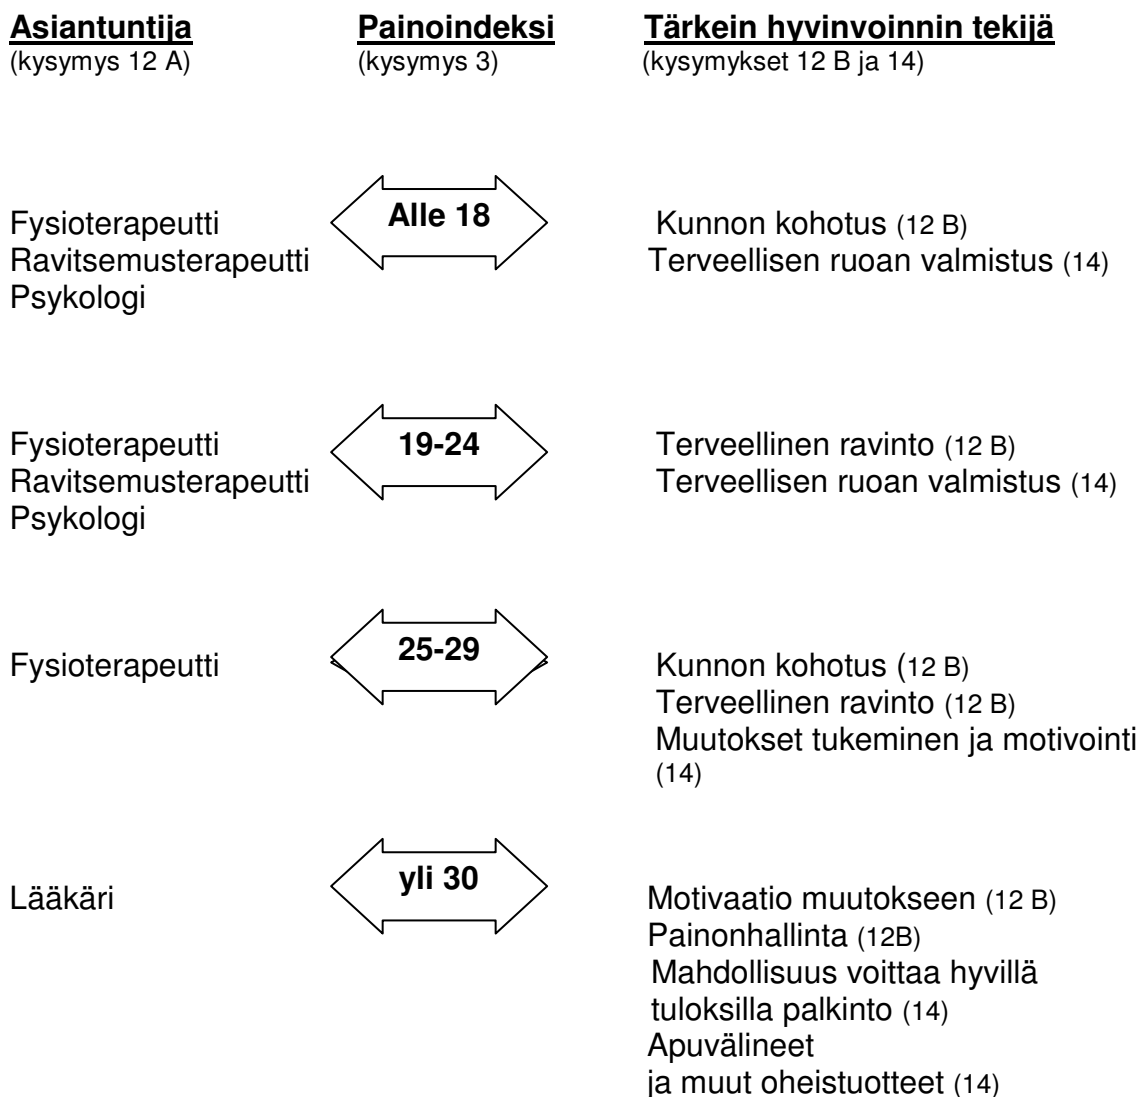 Asiantuntija Painoindeksi Tärkein hyvinvoinnin tekijä
(kysymys 12 A) (kysymys 3) (kysymykset 12 B ja 14)
Fysioterapeutti Alle 18 Kunnon kohotus (12 B)
Ravitsemusterapeutti Terveellisen ruoan valmistus (14)
Psykologi
Fysioterapeutti 19-24 Terveellinen ravinto (12 B)
Ravitsemusterapeutti Terveellisen ruoan valmistus (14)
Psykologi
Fysioterapeutti 25-29 Kunnon kohotus (12 B)
Terveellinen ravinto (12 B)
Muutokset tukeminen ja motivointi
(14)
Lääkäri yli 30 Motivaatio muutokseen (12 B)
Painonhallinta (12B)
Mahdollisuus voittaa hyvillä
tuloksilla palkinto (14)
Apuvälineet
ja muut oheistuotteet (14)